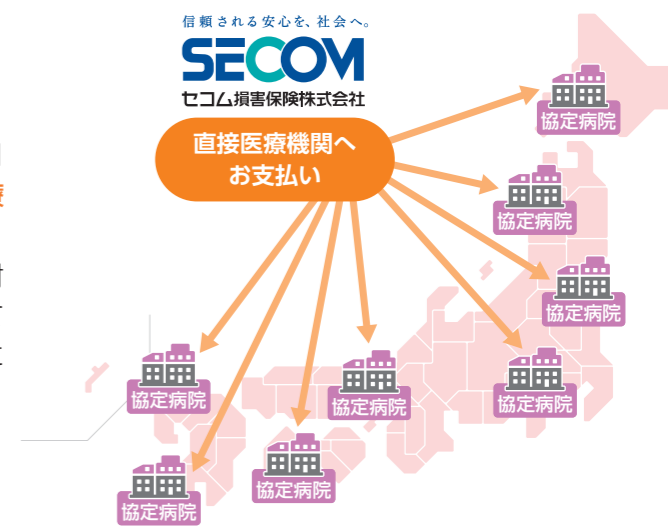 信頼される安心を、社会へ。
SECOM
セコム損害保険株式会社
直接医療機関へ
お支払い
協定病院
協定病院
協定病院
協定病院
協定病院
協定病院
協定病院
協定病院